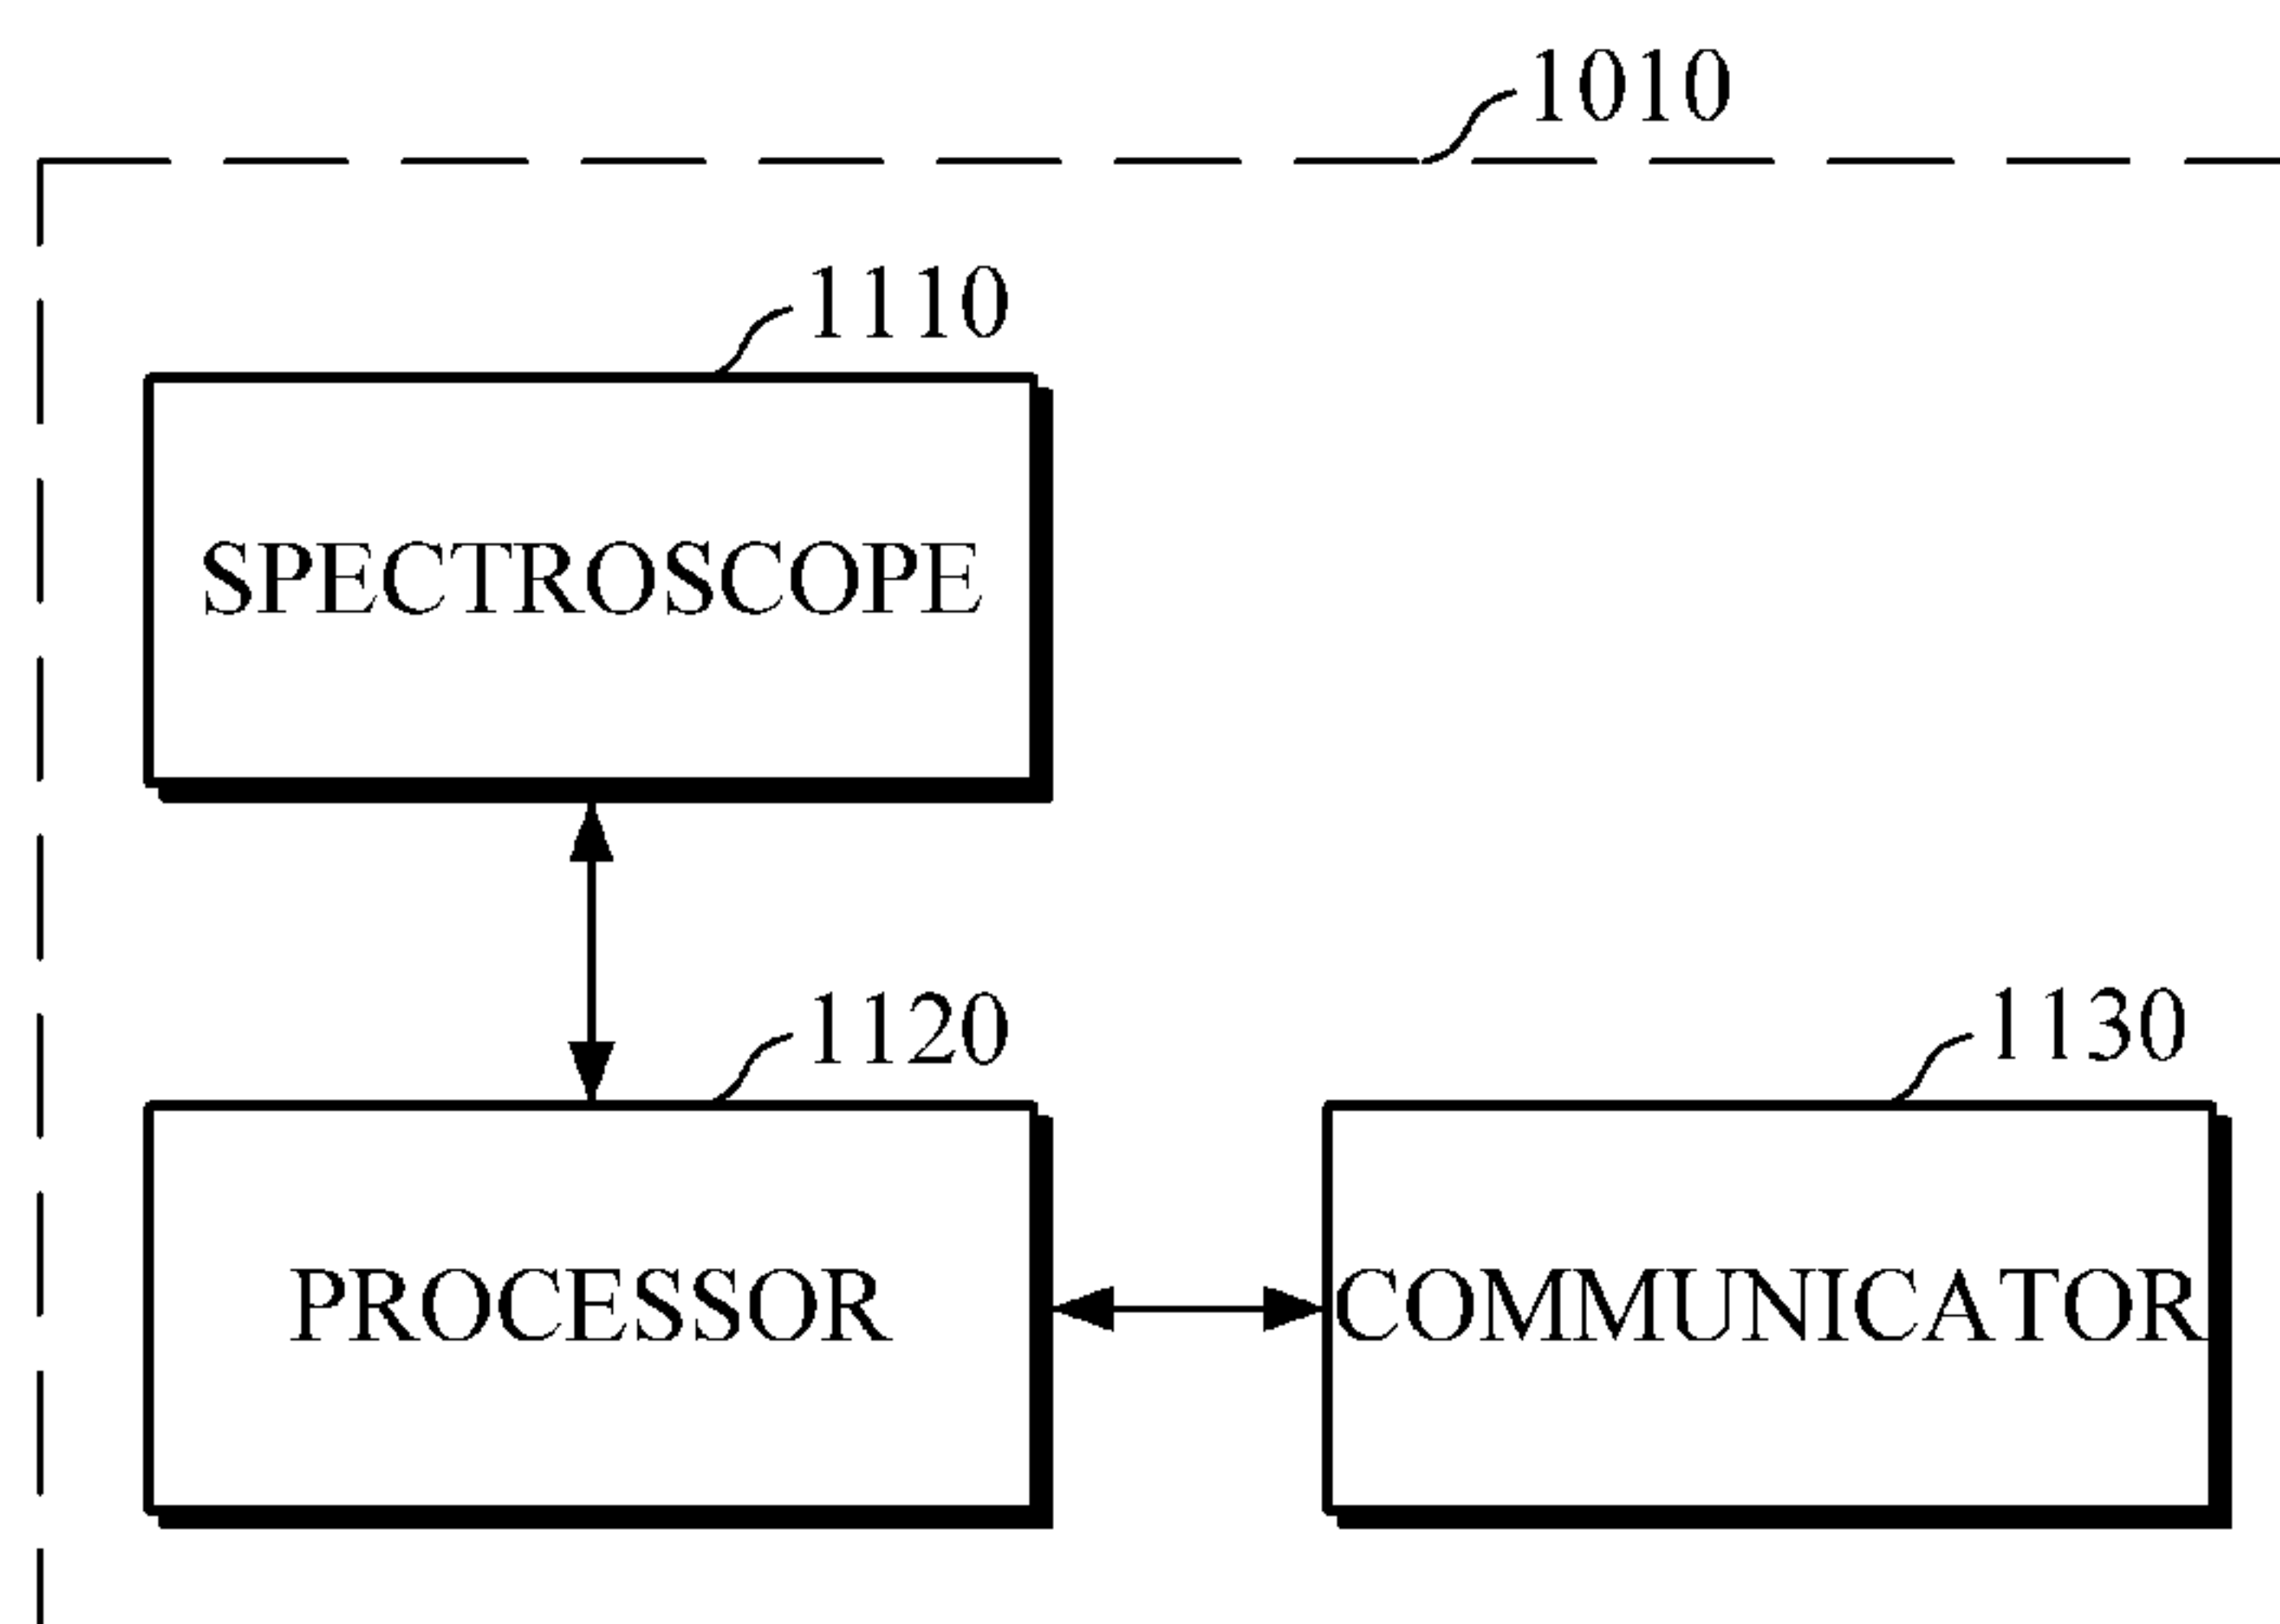 1010
1110
SPECTROSCOPE
1120
1130
PROCESSOR
COMMUNICATOR